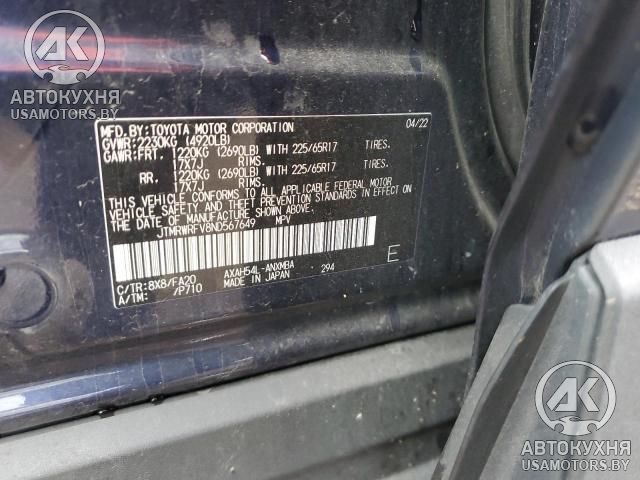 AK
АВТОКУХНЯ
USAMOTORS.BY
MFD. BY: TOYOTA MOTOR CORPORATION 04/22
GVWR: 2230KG (4920LB)
GAWR: FRT. 1220KG (2690LB) WITH 225/65R17 TIRES.
17X7J RIMS.
RR. 1220KG (2690LB) WITH 225/65R17 TIRES.
17X7J RIMS.
THIS VEHICLE CONFORMS TO ALL APPLICABLE FEDERAL MOTOR
VEHICLE SAFETY AND THEFT PREVENTION STANDARDS IN EFFECT
ON THE DATE OF MANUFACTURE SHOWN ABOVE.
JTMRWRFV8ND567649 MPV
E
C/TR: 8X8/FA20 AXAH54L-ANXMBA
A/TM: /P710 MADE IN JAPAN 294
AK
АВТОКУХНЯ
USAMOTORS.BY